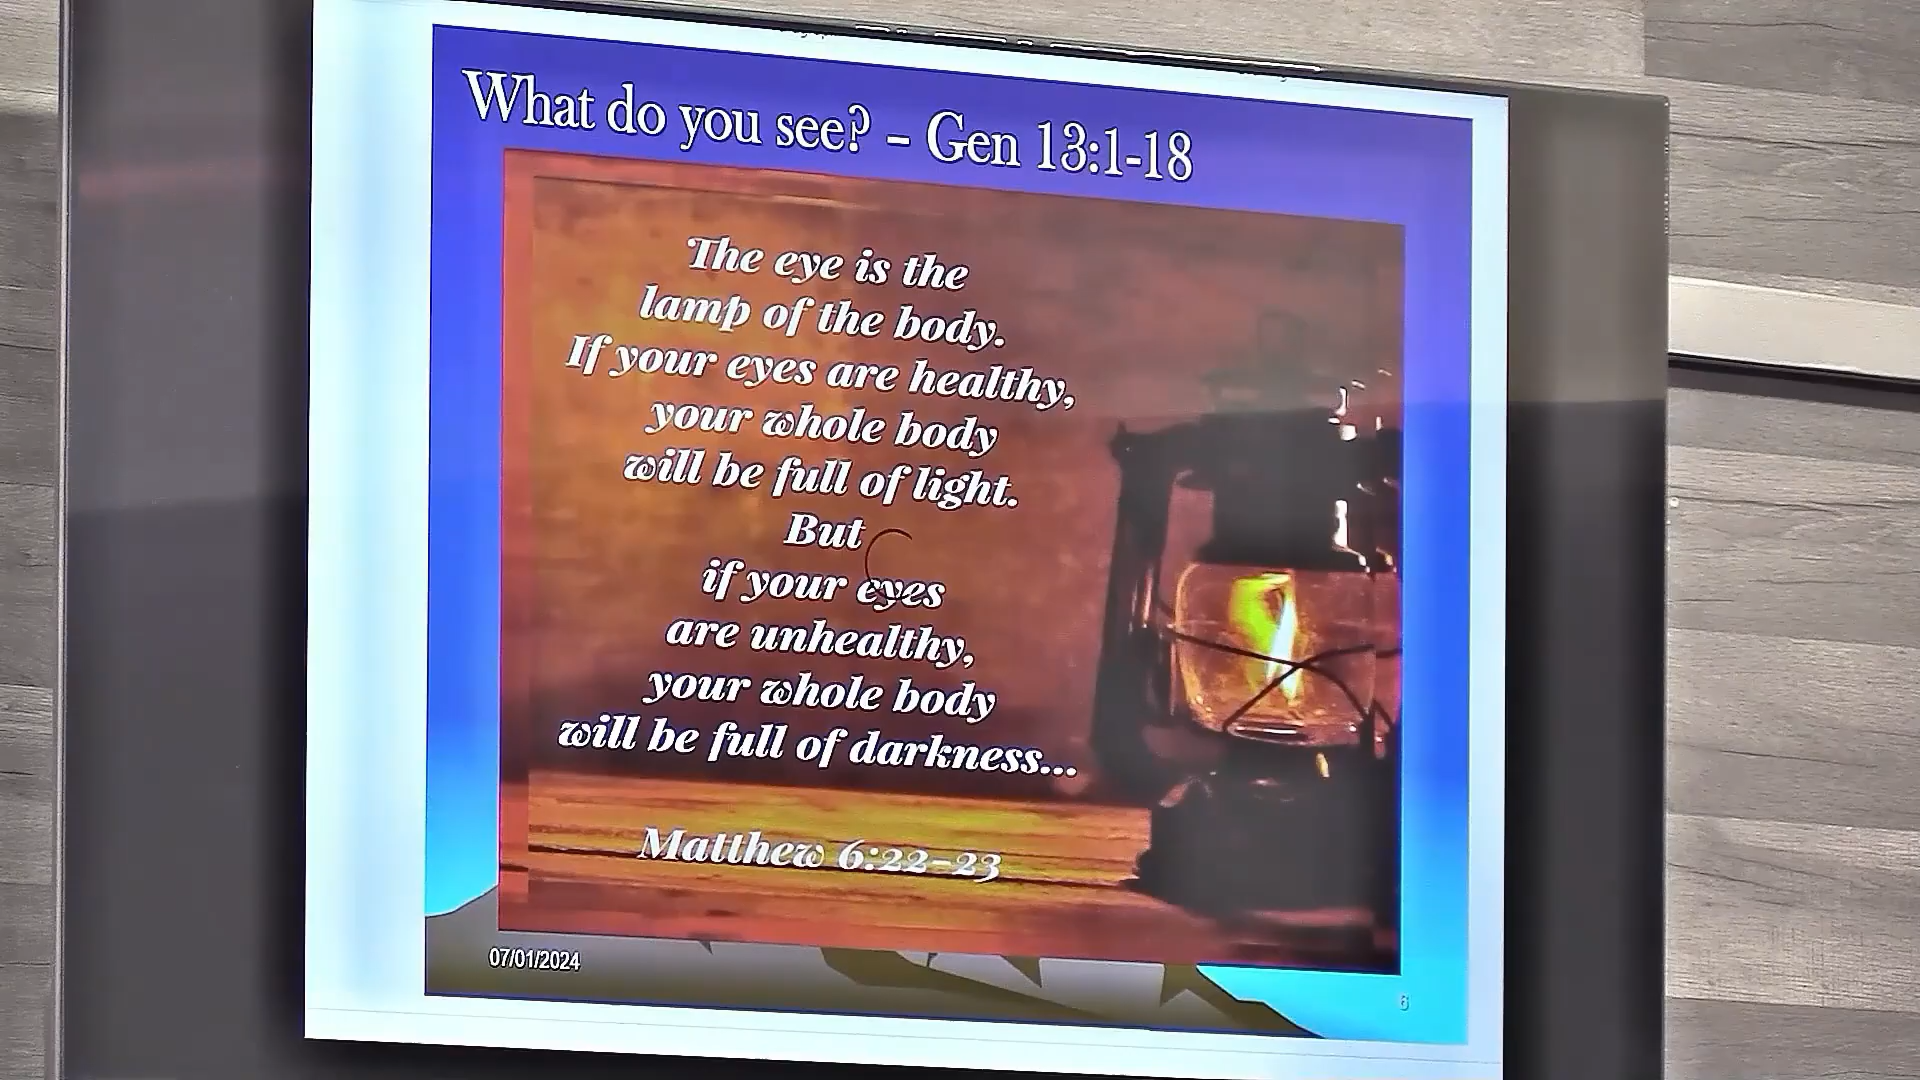 What do you see? – Gen 13:1-18
The eye is the
lamp of the body.
If your eyes are healthy,
your whole body
will be full of light.
But
if your eyes
are unhealthy,
your whole body
will be full of darkness...
Matthew 6:22-23
07/01/2024
6